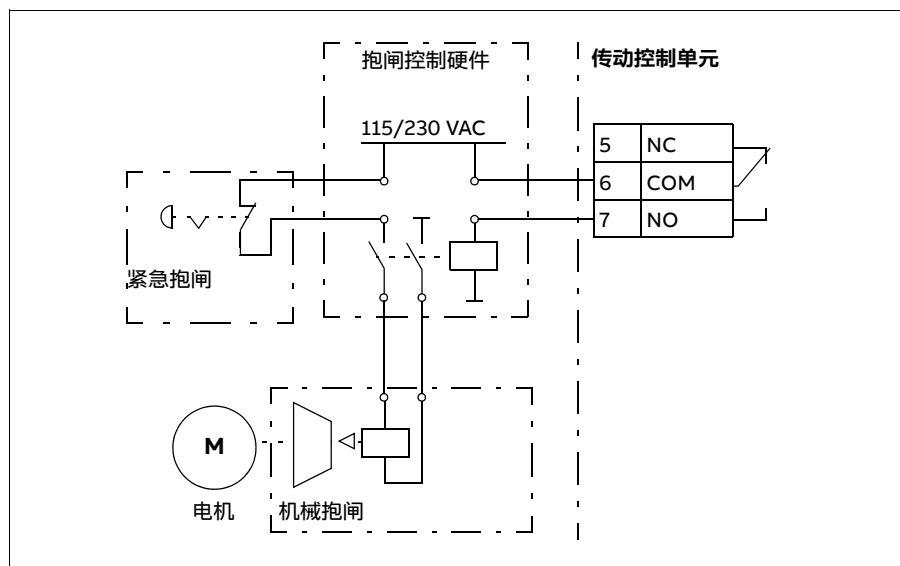 抱闸控制硬件
传动控制单元
115/230 VAC
5 NC
6 COM
7 NO
紧急抱闸
M
电机
机械抱闸